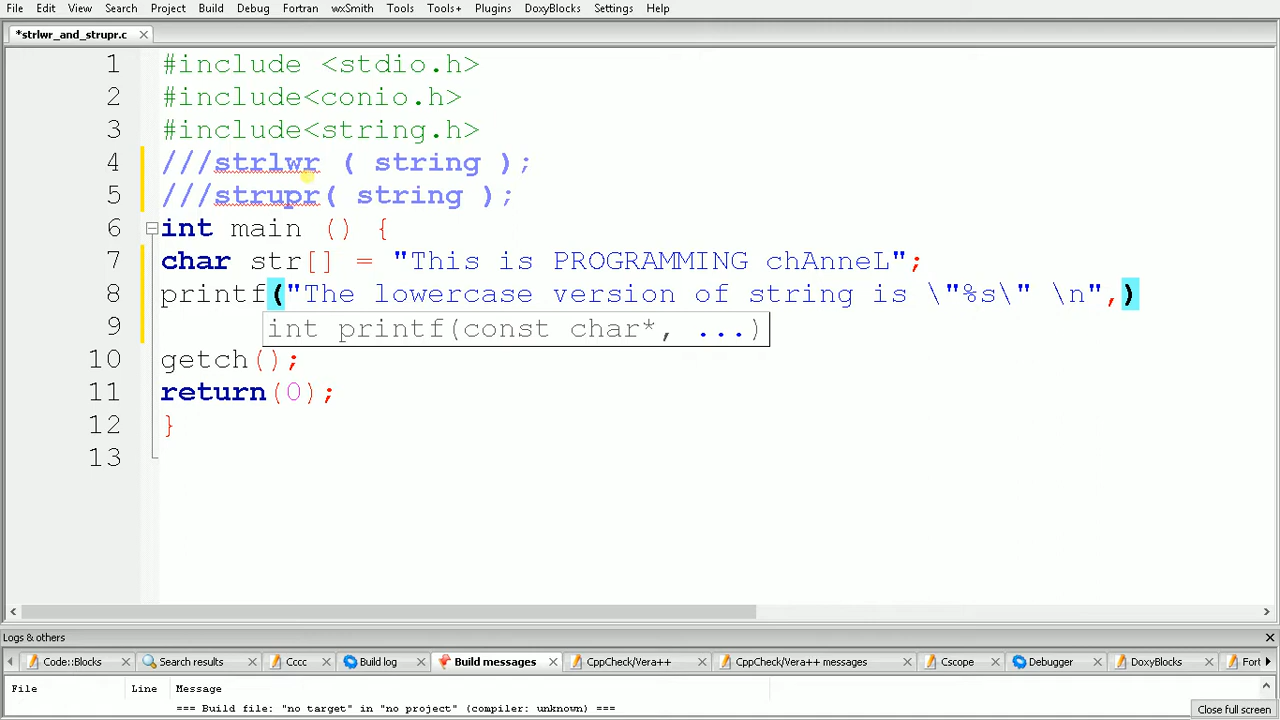 File Edit View Search Project Build Debug Fortran wxSmith Tools Tools+ Plugins DoxyBlocks Settings Help
*strlwr_and_strupr.c
1 #include <stdio.h>
2 #include<conio.h>
3 #include<string.h>
4 ///strlwr ( string );
5 ///strupr( string );
6 int main () {
7 char str[] = "This is PROGRAMMING chAnneL";
8 printf("The lowercase version of string is \"%s\" \n",)
9 int printf(const char*, ...)
10 getch();
11 return(0);
12 }
13
Logs & others
Code::Blocks Search results Cccc Build log Build messages CppCheck/Vera++ CppCheck/Vera++ messages Cscope Debugger DoxyBlocks Fort
File Line Message
=== Build file: "no target" in "no project" (compiler: unknown) ===
Close full screen